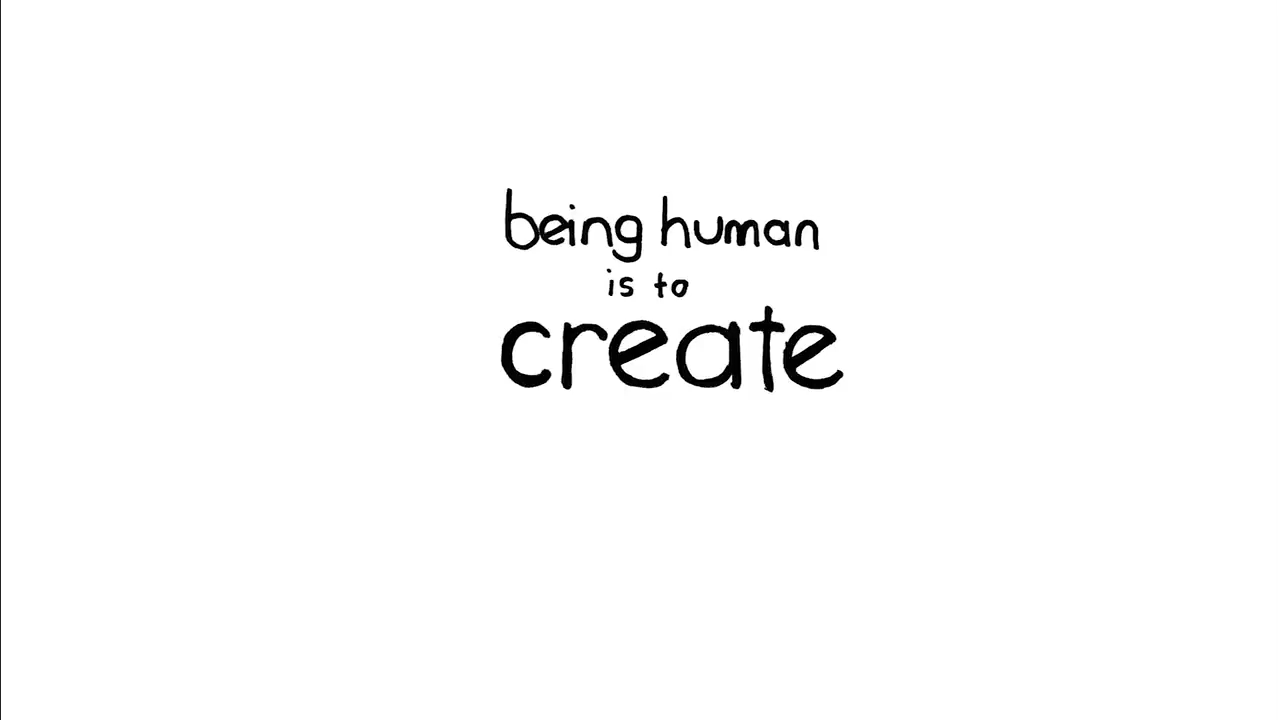 being human
is to
create